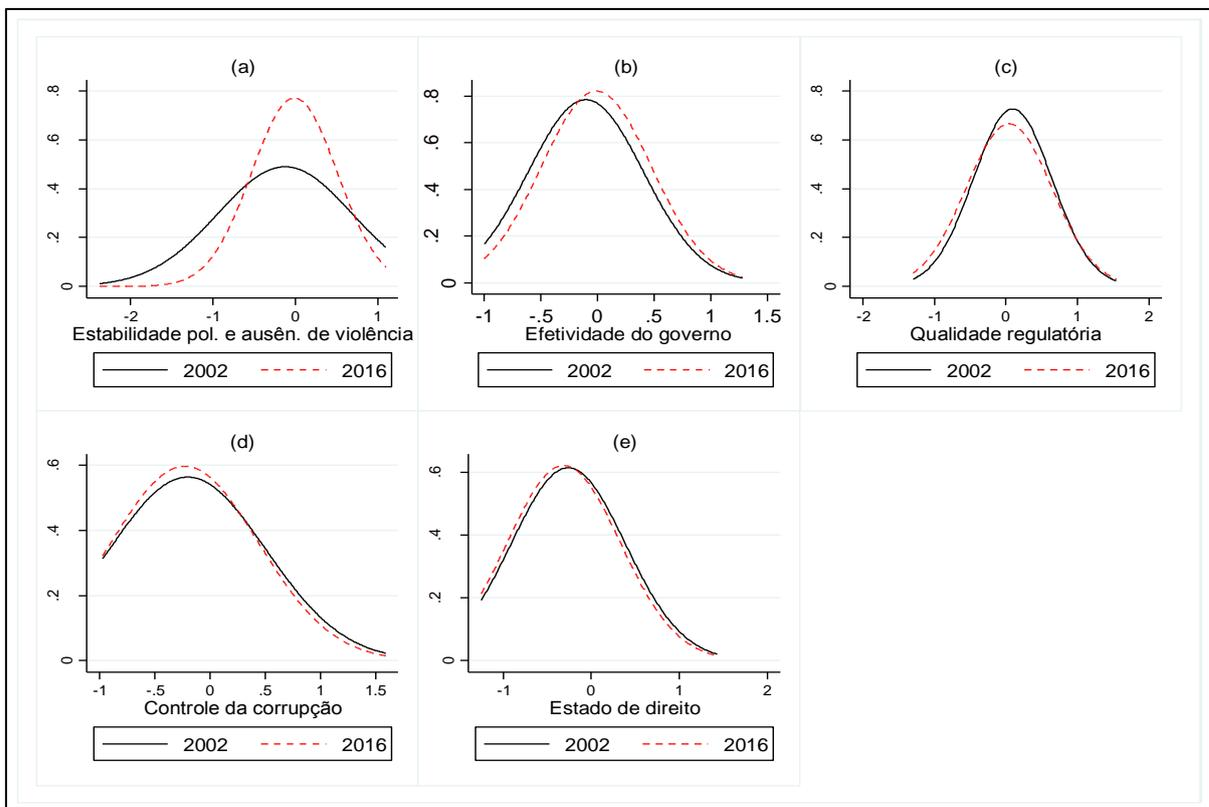 (a)
.8
.6
.4
.2
0
-2 -1 0 1
Estabilidade pol. e ausên. de violência
2002 2016
(b)
.8
.6
.4
.2
0
-1 -.5 0 .5 1 1.5
Efetividade do governo
2002 2016
(c)
.8
.6
.4
.2
0
-2 -1 0 1 2
Qualidade regulatória
2002 2016
(d)
.6
.4
.2
0
-1 -.5 0 .5 1 1.5
Controle da corrupção
2002 2016
(e)
.6
.4
.2
0
-1 0 1 2
Estado de direito
2002 2016